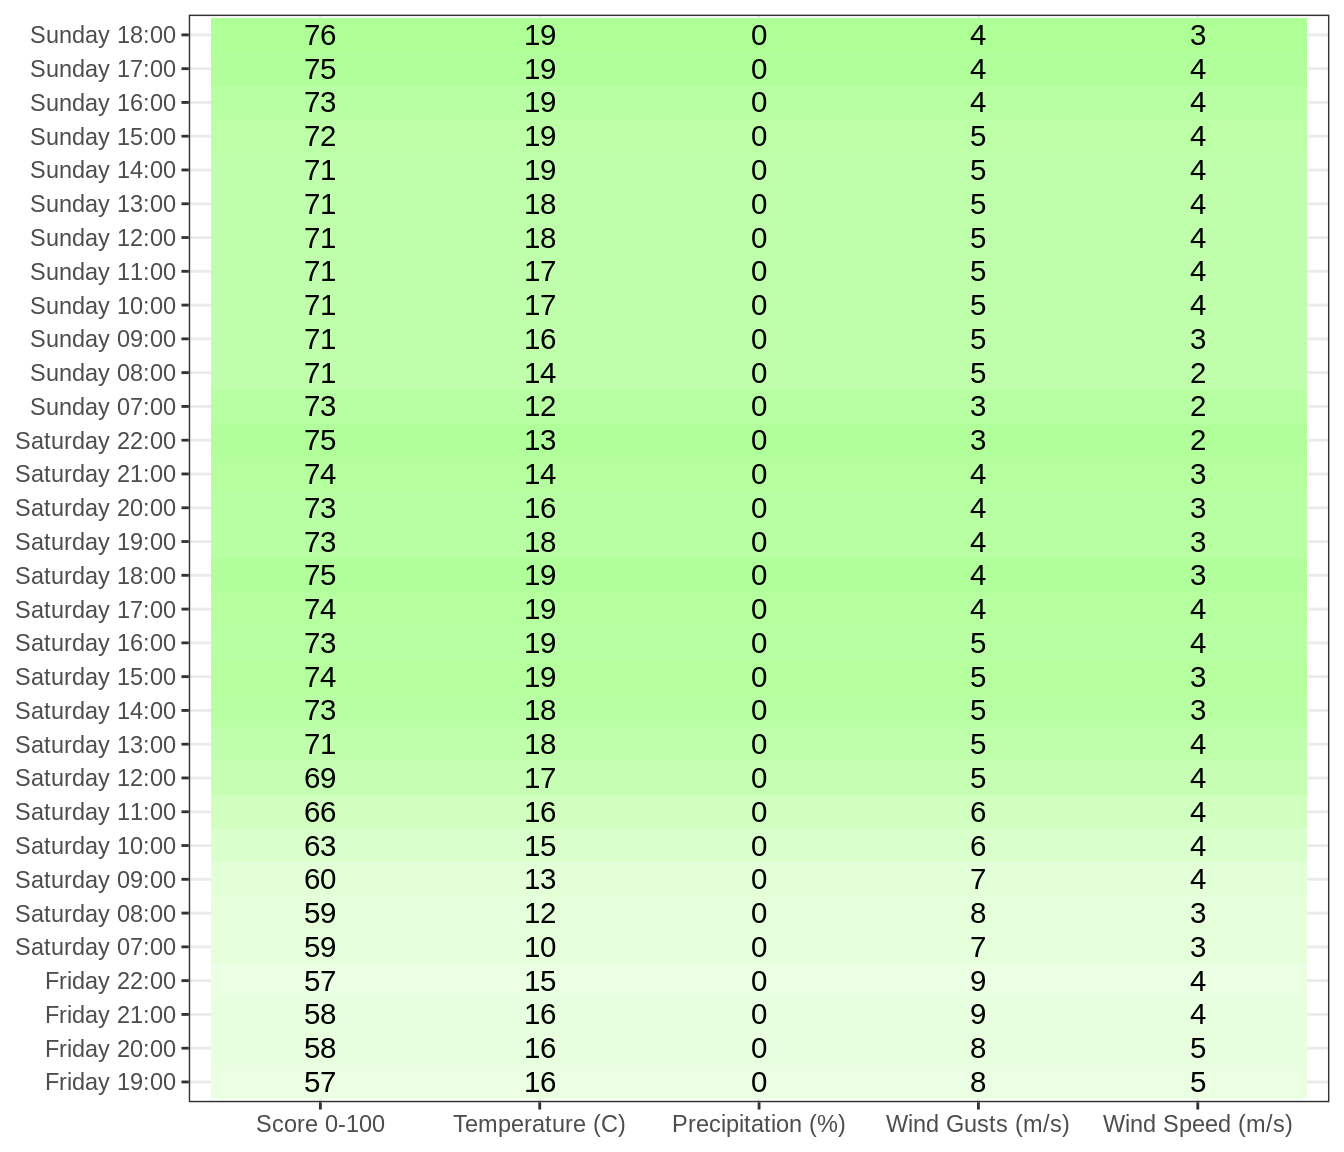 Sunday 18:00 76 19 0 4 3
Sunday 17:00 75 19 0 4 4
Sunday 16:00 73 19 0 4 4
Sunday 15:00 72 19 0 5 4
Sunday 14:00 71 19 0 5 4
Sunday 13:00 71 18 0 5 4
Sunday 12:00 71 18 0 5 4
Sunday 11:00 71 17 0 5 4
Sunday 10:00 71 17 0 5 4
Sunday 09:00 71 16 0 5 3
Sunday 08:00 71 14 0 5 2
Sunday 07:00 73 12 0 3 2
Saturday 22:00 75 13 0 3 2
Saturday 21:00 74 14 0 4 3
Saturday 20:00 73 16 0 4 3
Saturday 19:00 73 18 0 4 3
Saturday 18:00 75 19 0 4 3
Saturday 17:00 74 19 0 4 4
Saturday 16:00 73 19 0 5 4
Saturday 15:00 74 19 0 5 3
Saturday 14:00 73 18 0 5 3
Saturday 13:00 71 18 0 5 4
Saturday 12:00 69 17 0 5 4
Saturday 11:00 66 16 0 6 4
Saturday 10:00 63 15 0 6 4
Saturday 09:00 60 13 0 7 4
Saturday 08:00 59 12 0 8 3
Saturday 07:00 59 10 0 7 3
Friday 22:00 57 15 0 9 4
Friday 21:00 58 16 0 9 4
Friday 20:00 58 16 0 8 5
Friday 19:00 57 16 0 8 5
Score 0-100 Temperature (C) Precipitation (%) Wind Gusts (m/s) Wind Speed (m/s)